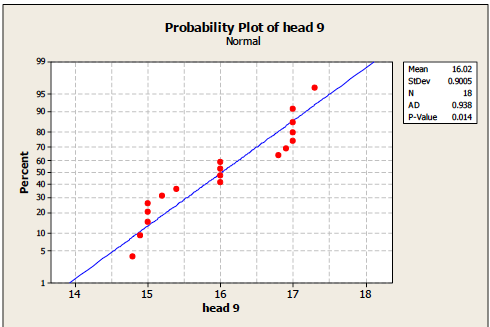 Probability Plot of head 9
Normal
Percent
99
95
90
80
70
60
50
40
30
20
10
5
1
14 15 16 17 18
head 9
Mean 16.02
StDev 0.9005
N 18
AD 0.938
P-Value 0.014